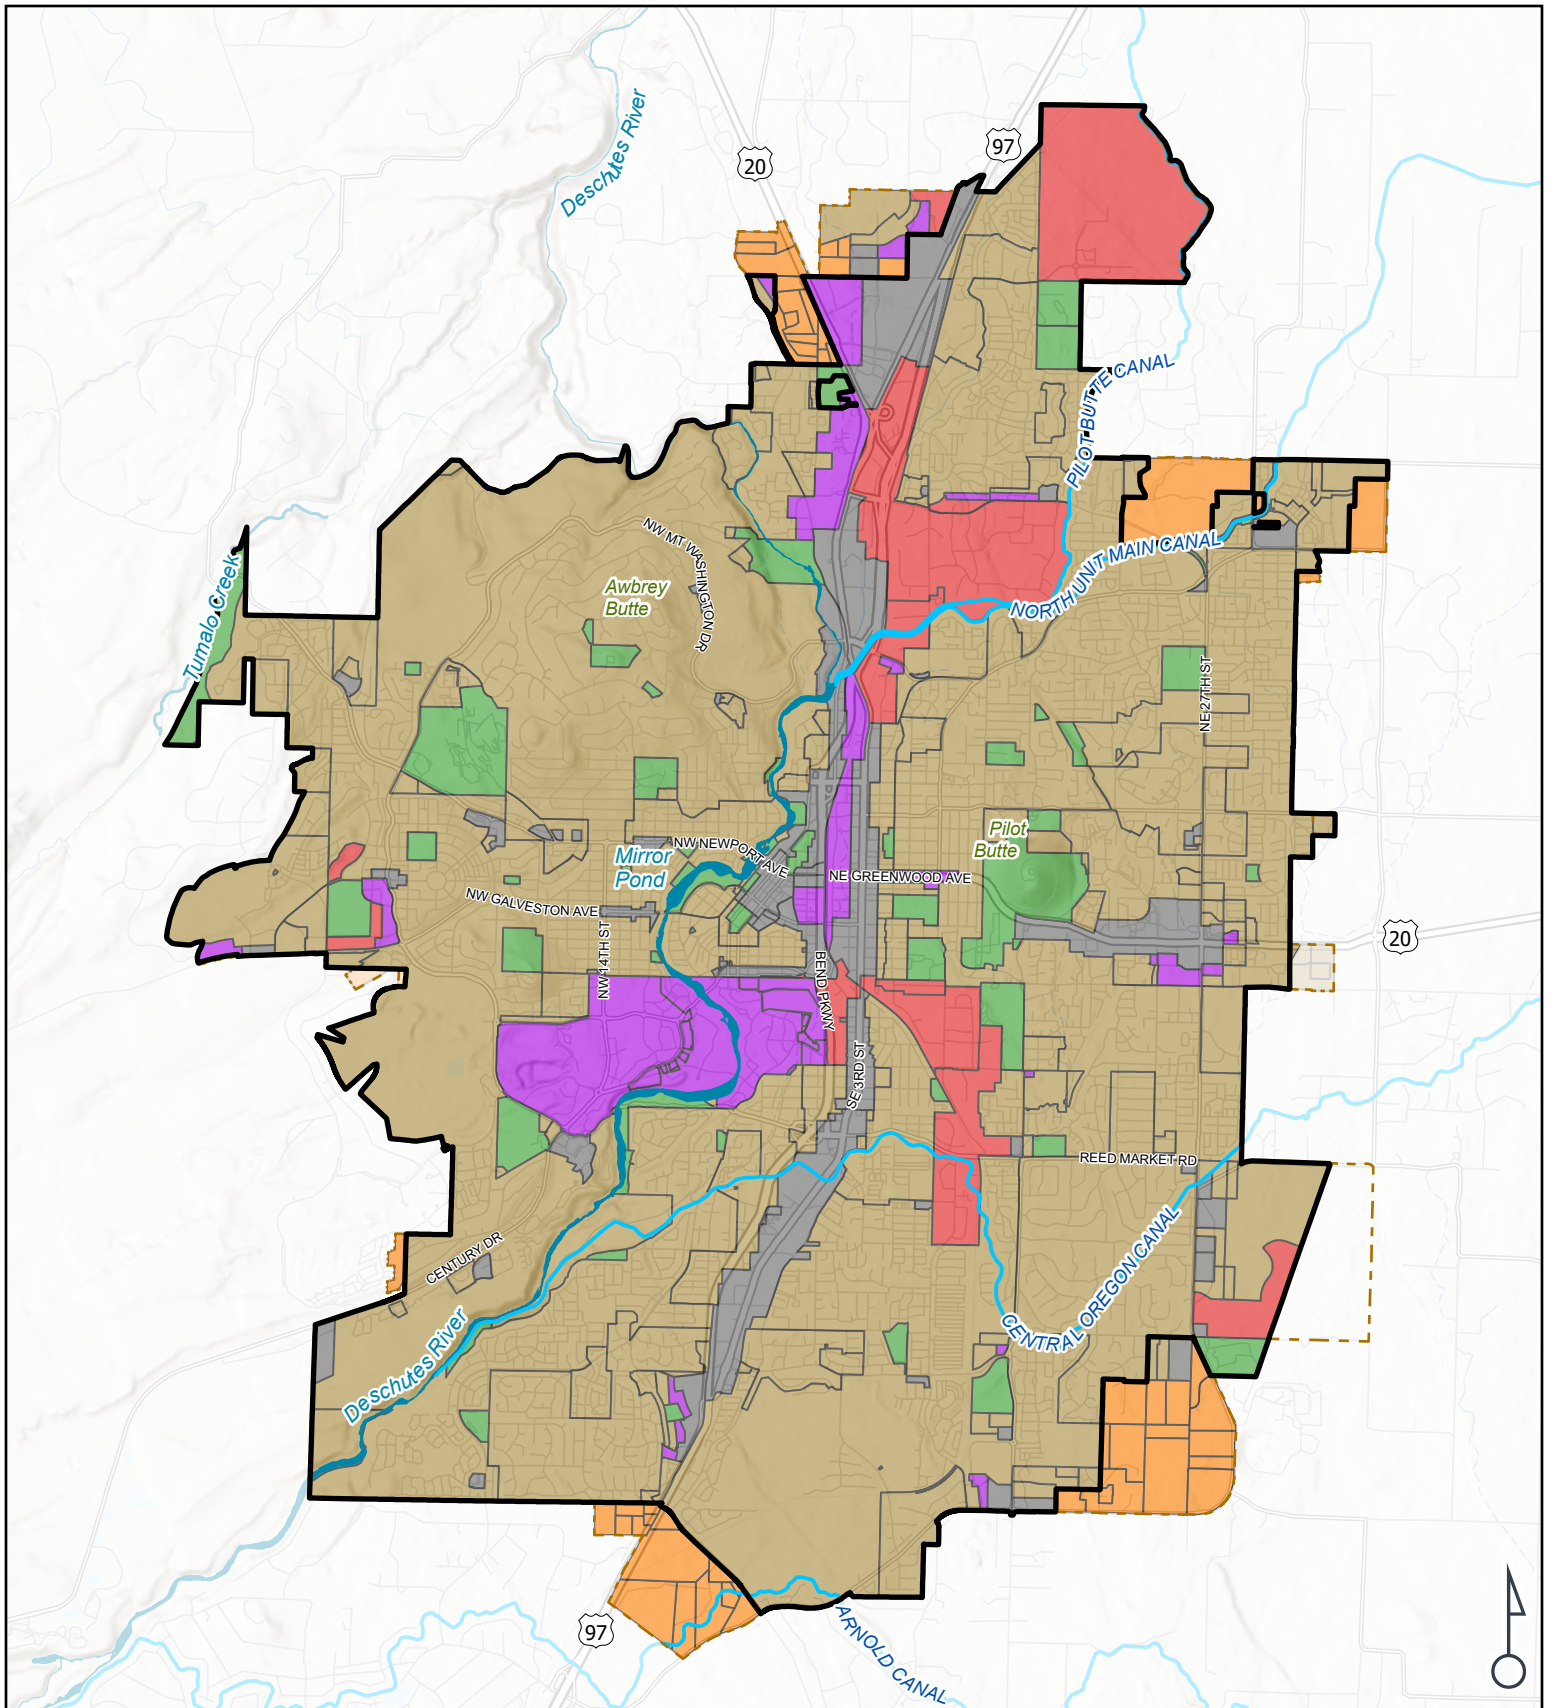 Deschutes River
97
20
PILOT BUTTE CANAL
NORTH UNIT MAIN CANAL
NW MT WASHINGTON DR
Awbrey
Butte
Tumalo Creek
NE 27TH ST
Pilot
Butte
Mirror
Pond
NW NEWPORT AVE
NE GREENWOOD AVE
NW GALVESTON AVE
NW 14TH ST
20
BEND PKWY
SE 3RD ST
REED MARKET RD
CENTURY DR
CENTRAL OREGON CANAL
Deschutes River
97
ARNOLD CANAL